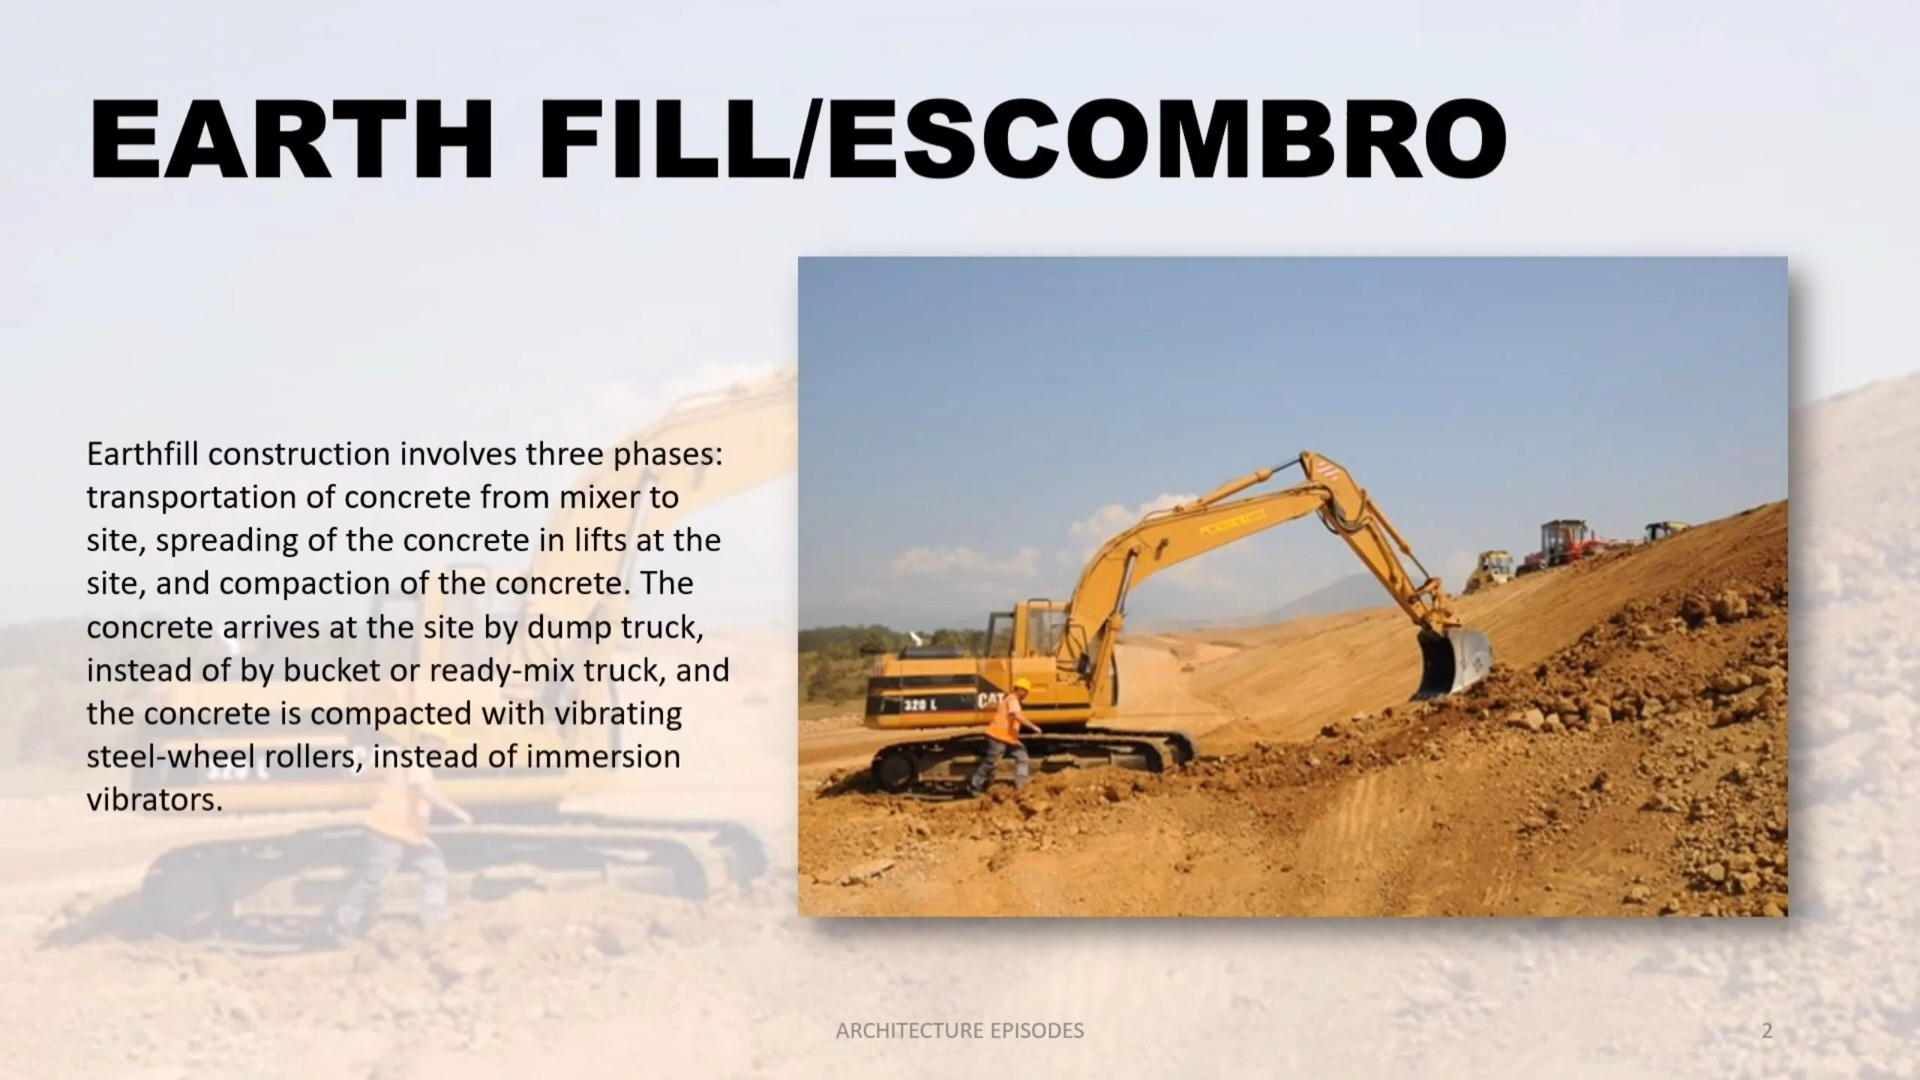 EARTH FILL/ESCOMBRO
Earthfill construction involves three phases:
transportation of concrete from mixer to
site, spreading of the concrete in lifts at the
site, and compaction of the concrete. The
concrete arrives at the site by dump truck,
instead of by bucket or ready-mix truck, and
the concrete is compacted with vibrating
steel-wheel rollers, instead of immersion
vibrators.
320 L
CAT
ARCHITECTURE EPISODES
2